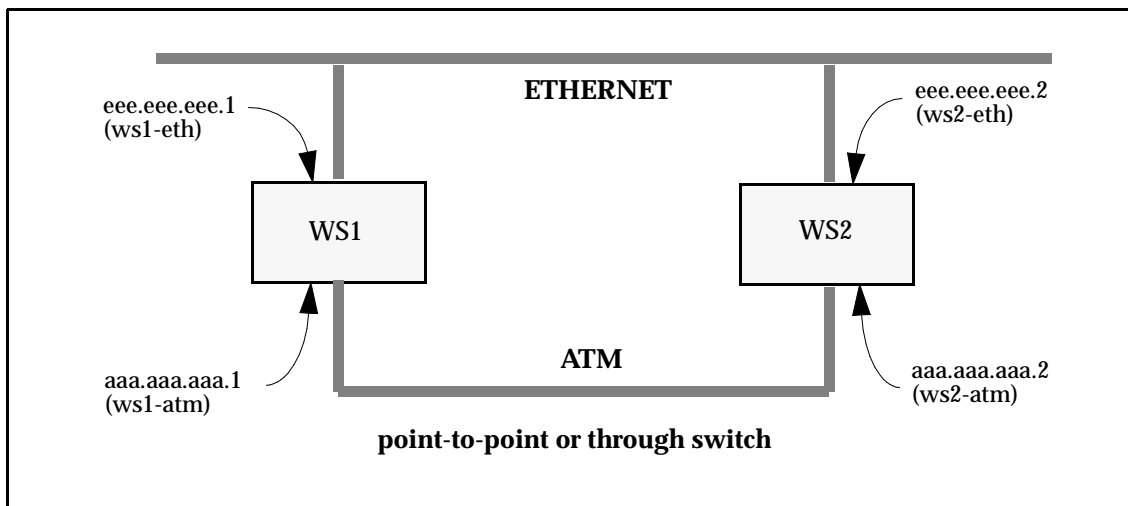 ETHERNET
eee.eee.eee.1
(ws1-eth)
eee.eee.eee.2
(ws2-eth)
WS1
WS2
ATM
aaa.aaa.aaa.1
(ws1-atm)
aaa.aaa.aaa.2
(ws2-atm)
point-to-point or through switch